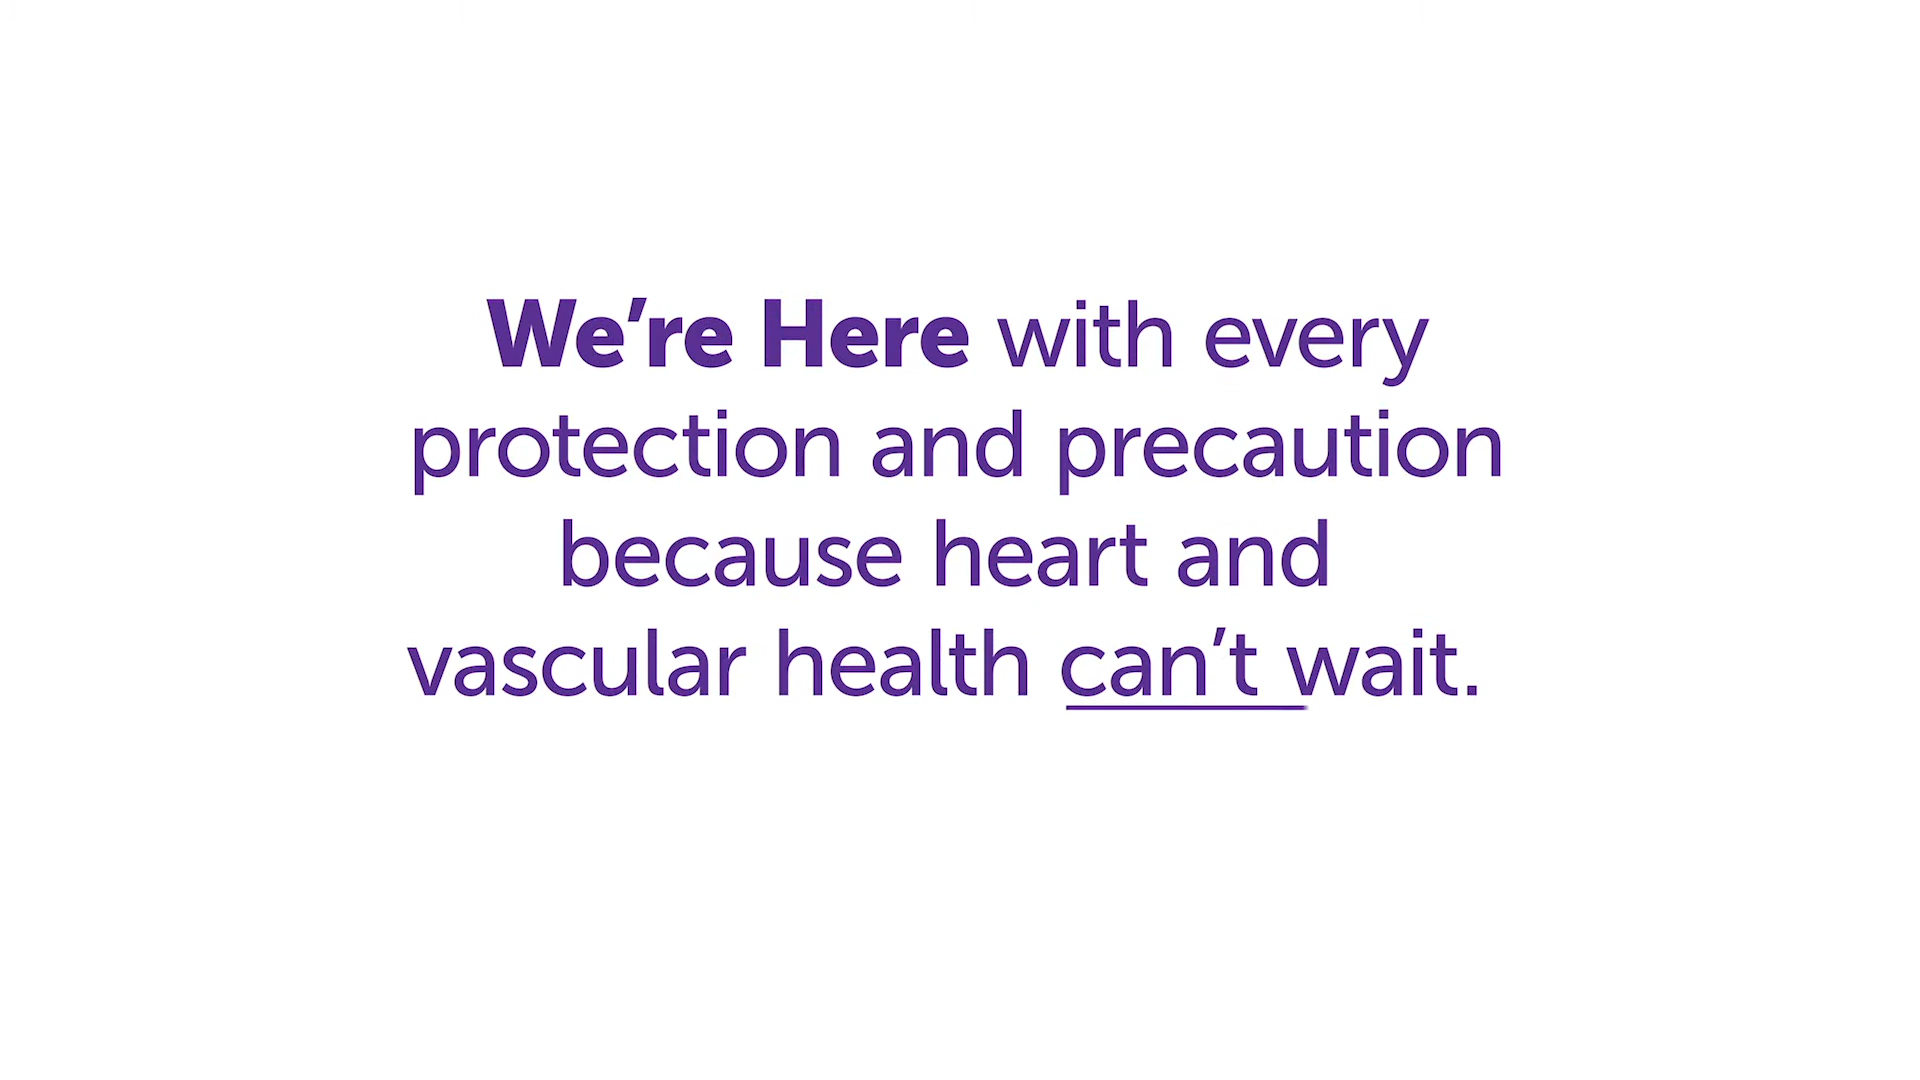 We’re Here with every
protection and precaution
because heart and
vascular health can’t wait.